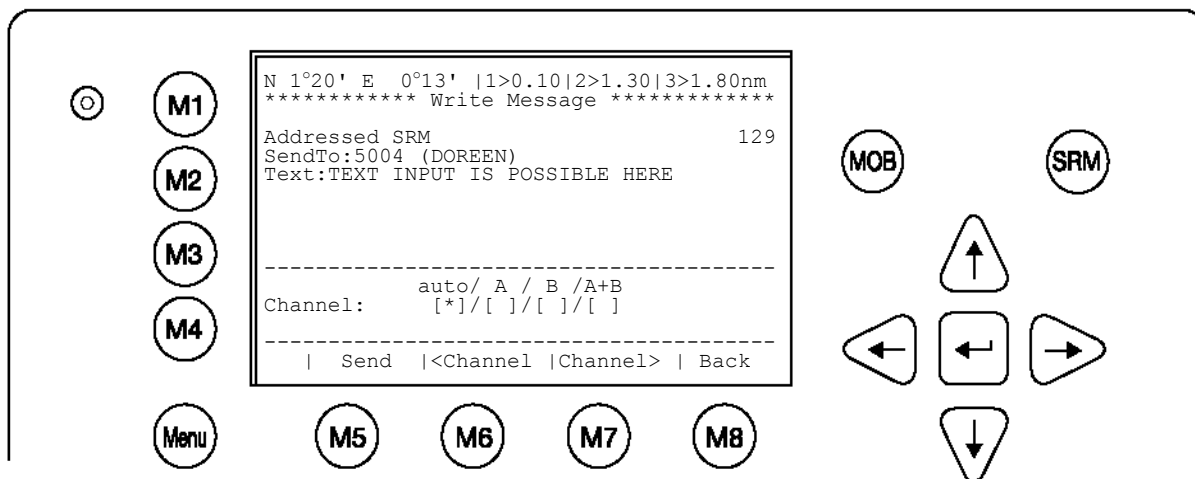 N 1°20' E  0°13' |1>0.10|2>1.30|3>1.80nm
************ Write Message *************
Addressed SRM 129
SendTo:5004 (DOREEN)
Text:TEXT INPUT IS POSSIBLE HERE
----------------------------------------
auto/ A / B /A+B
Channel: [*]/[ ]/[ ]/[ ]
----------------------------------------
| Send |<Channel |Channel> | Back
M1
M2
M3
M4
Menu
M5
M6
M7
M8
MOB
SRM